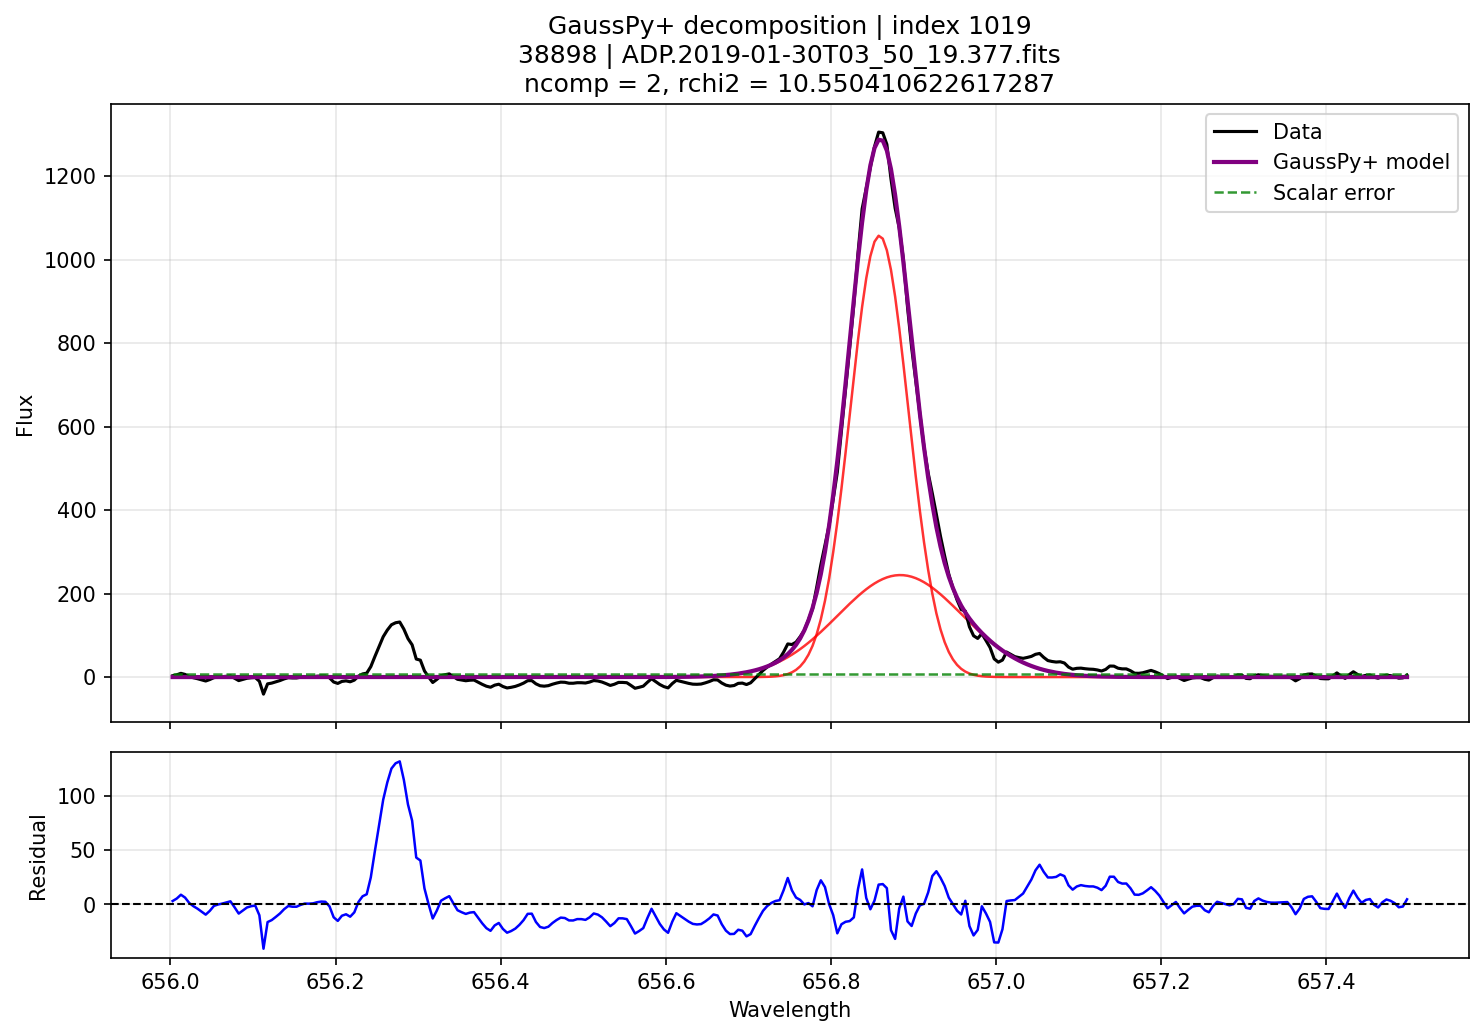 GaussPy+ decomposition | index 1019
38898 | ADP.2019-01-30T03_50_19.377.fits
ncomp = 2, rchi2 = 10.550410622617287
Data
GaussPy+ model
Scalar error
Flux
1200
1000
800
600
400
200
0
Residual
100
50
0
656.0 656.2 656.4 656.6 656.8 657.0 657.2 657.4
Wavelength